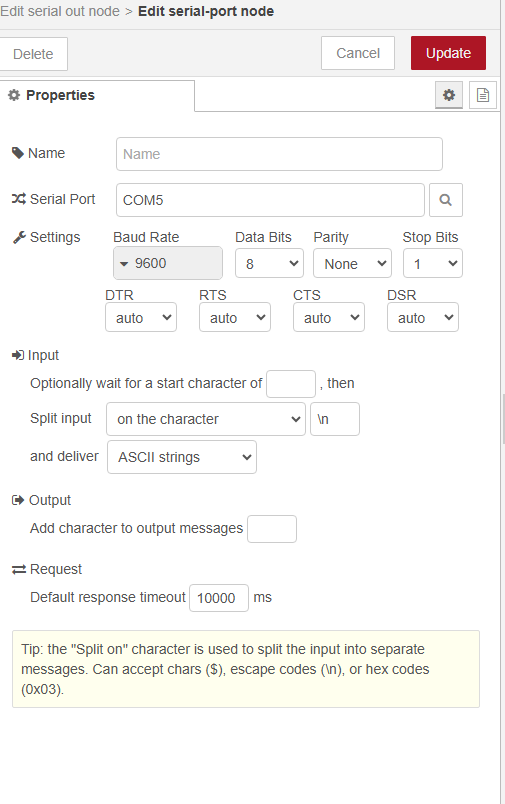 Edit serial out node > Edit serial-port node
Delete Cancel Update
Properties
Name Name
Serial Port COM5
Settings Baud Rate Data Bits Parity Stop Bits
9600 8 None 1
DTR RTS CTS DSR
auto auto auto auto
Input
Optionally wait for a start character of , then
Split input on the character \n
and deliver ASCII strings
Output
Add character to output messages
Request
Default response timeout 10000 ms
Tip: the "Split on" character is used to split the input into separate
messages. Can accept chars ($), escape codes (\n), or hex codes
(0x03).